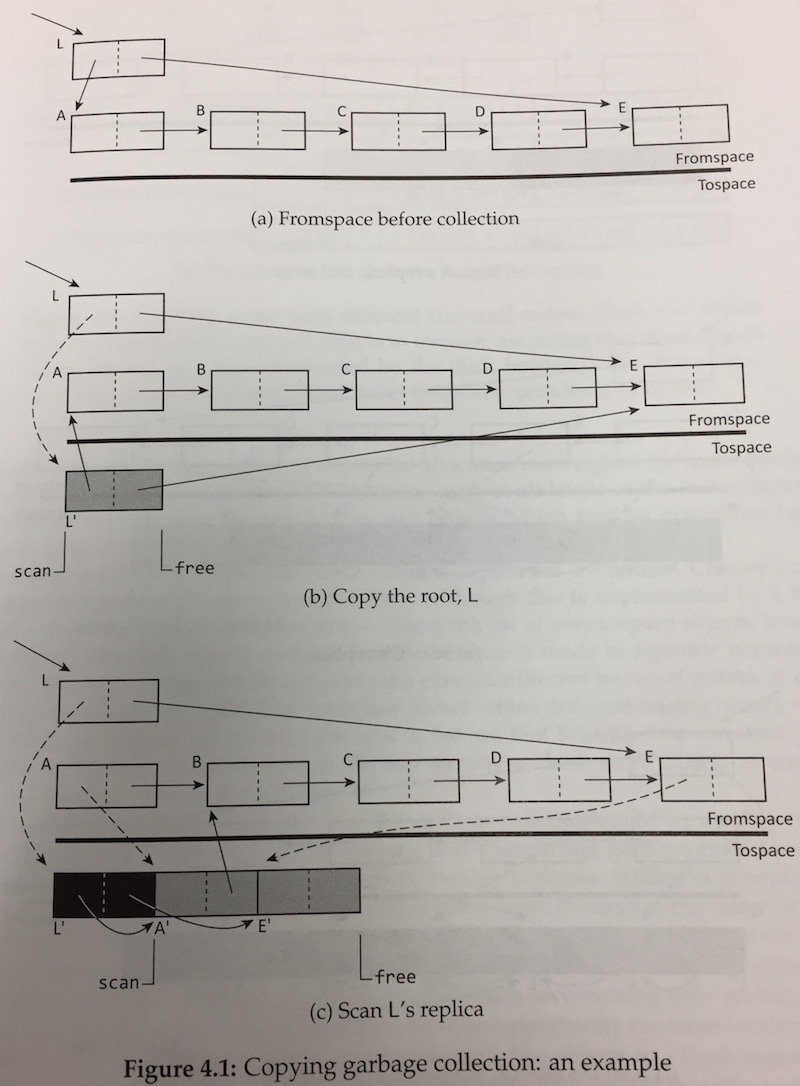 L
A B C D E
Fromspace
Tospace
(a) Fromspace before collection
L
A B C D E
Fromspace
Tospace
L'
scan free
(b) Copy the root, L
L
A B C D E
Fromspace
Tospace
L' A' E'
scan free
(c) Scan L's replica
Figure 4.1: Copying garbage collection: an example